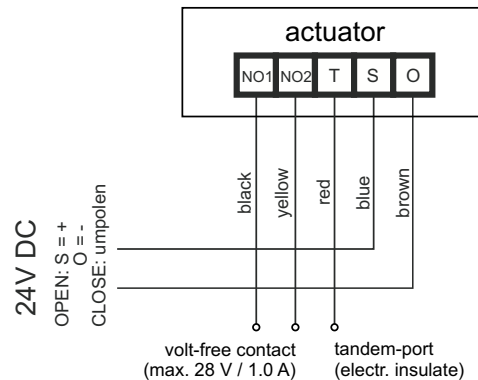 actuator
NO1 NO2 T S O
black
yellow
red
blue
brown
24V DC
OPEN: S = +
O = -
CLOSE: umpolen
volt-free contact
(max. 28 V / 1.0 A)
tandem-port
(electr. insulate)